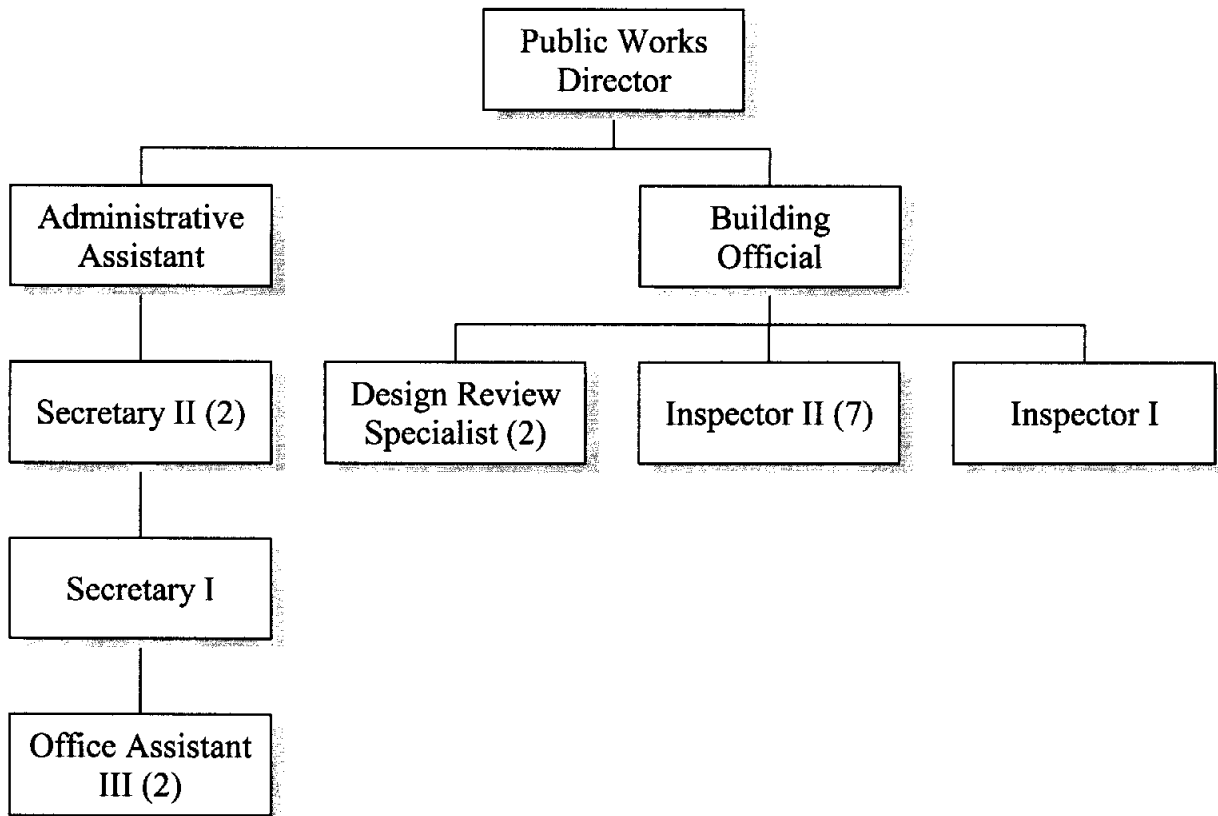 Public Works
Director
Administrative
Assistant
Building
Official
Secretary II (2)
Design Review
Specialist (2)
Inspector II (7)
Inspector I
Secretary I
Office Assistant
III (2)